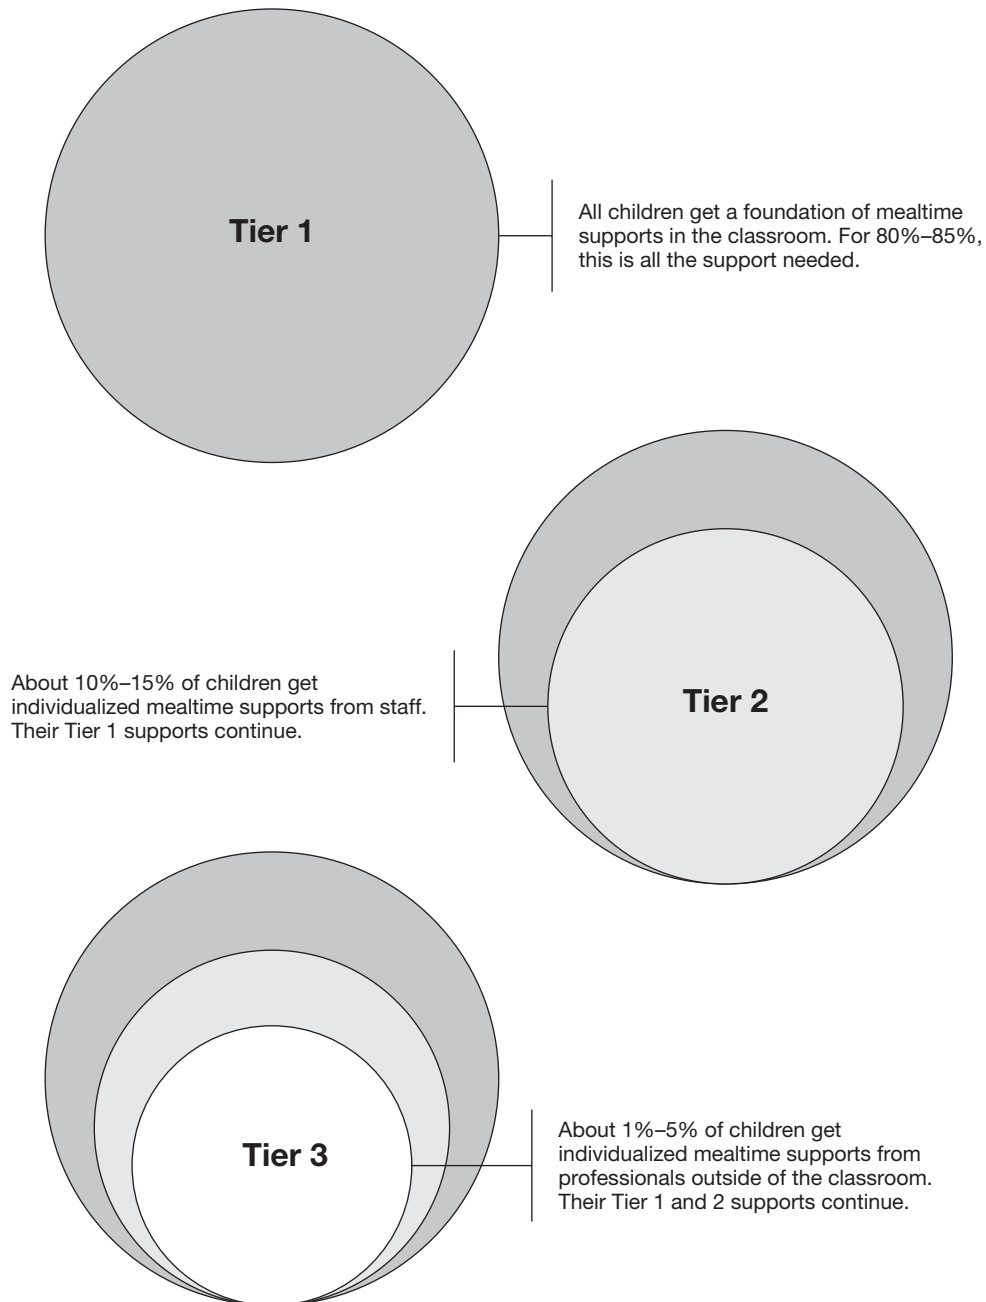 Tier 1
All children get a foundation of mealtime
supports in the classroom. For 80%–85%,
this is all the support needed.
About 10%–15% of children get
individualized mealtime supports from staff.
Their Tier 1 supports continue.
Tier 2
Tier 3
About 1%–5% of children get
individualized mealtime supports from
professionals outside of the classroom.
Their Tier 1 and 2 supports continue.